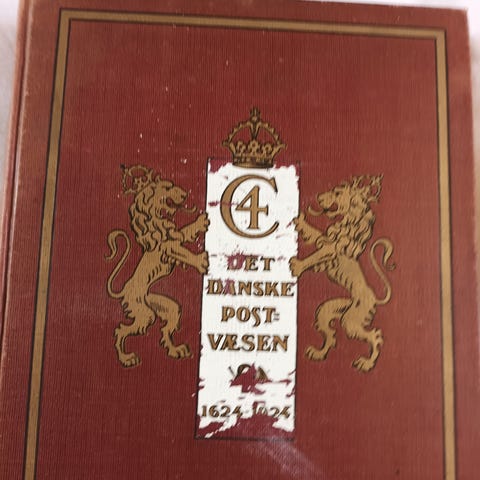 C4
DET
DANSKE
POST=
VÆSEN
1624-1924